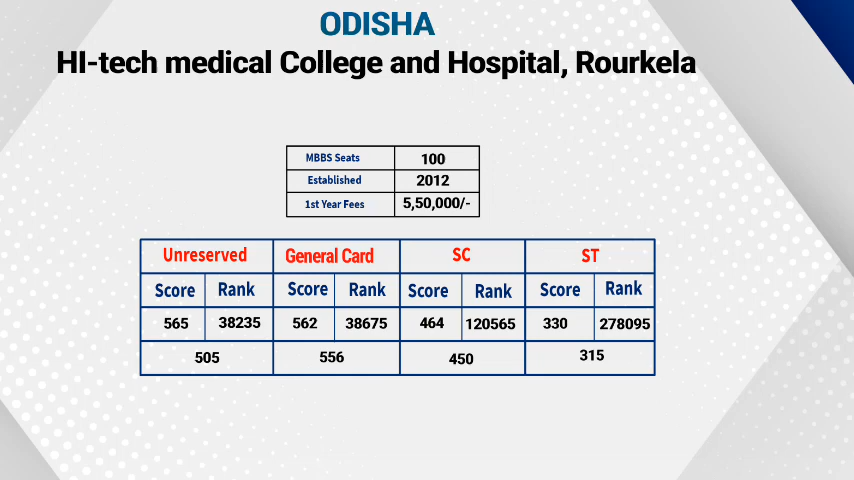 ODISHA
HI-tech medical College and Hospital, Rourkela
MBBS Seats 100
Established 2012
1st Year Fees 5,50,000/-
Unreserved General Card SC ST
Score Rank Score Rank Score Rank Score Rank
565 38235 562 38675 464 120565 330 278095
505 556 450 315